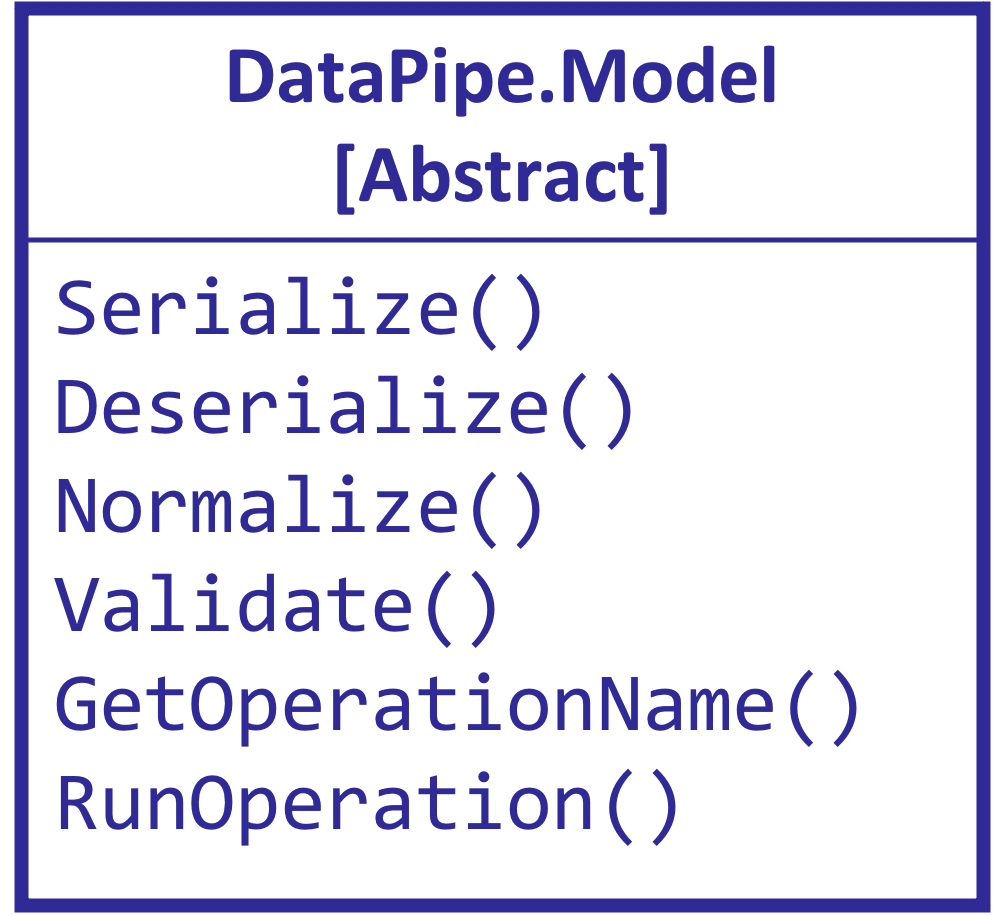 DataPipe.Model
[Abstract]
Serialize()
Deserialize()
Normalize()
Validate()
GetOperationName()
RunOperation()